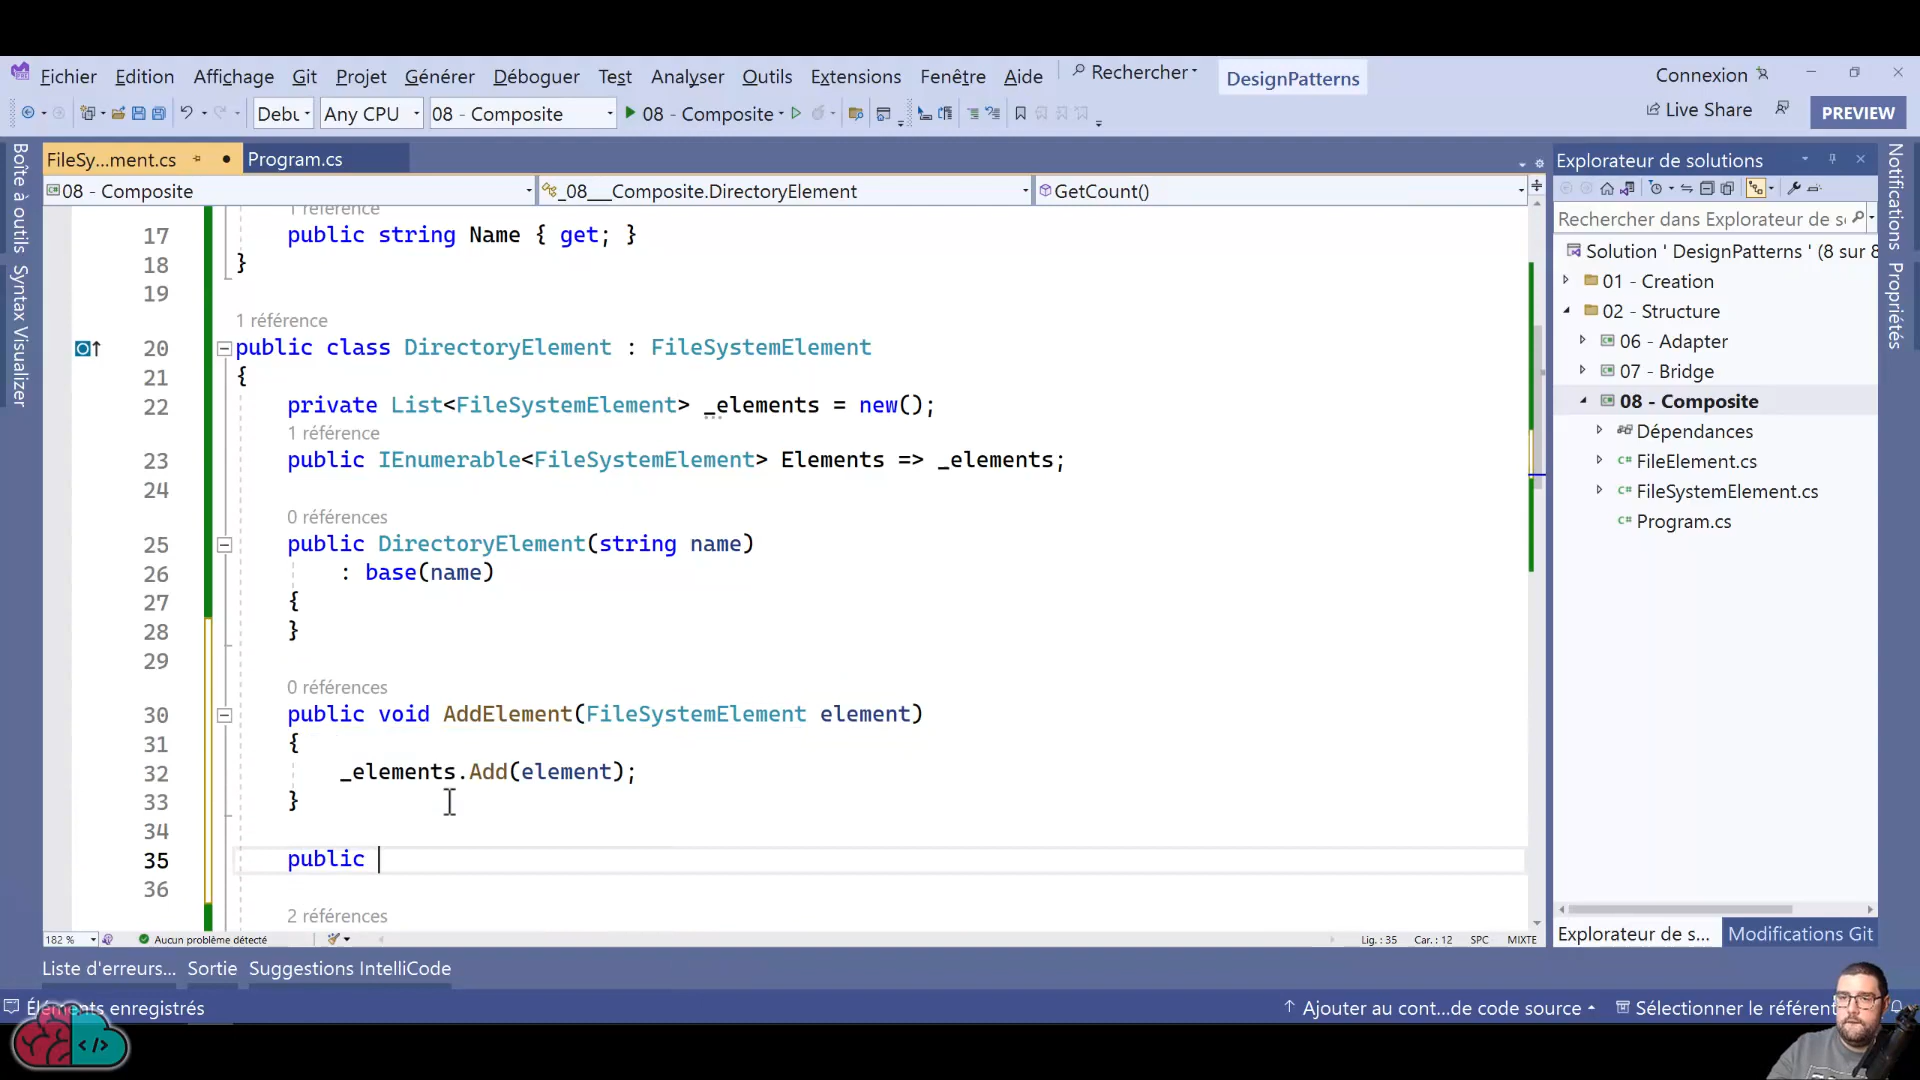 Fichier Edition Affichage Git Projet Générer Déboguer Test Analyser Outils Extensions Fenêtre Aide Rechercher DesignPatterns Connexion
Debu Any CPU 08 - Composite 08 - Composite Live Share PREVIEW
FileSy...ment.cs Program.cs
08 - Composite _08___Composite.DirectoryElement GetCount()
Boîte à outils
Syntax Visualizer
1 référence
17 public string Name { get; }
18 }
19
1 référence
20 public class DirectoryElement : FileSystemElement
21 {
22 private List<FileSystemElement> _elements = new();
1 référence
23 public IEnumerable<FileSystemElement> Elements => _elements;
24
0 références
25 public DirectoryElement(string name)
26 : base(name)
27 {
28 }
29
0 références
30 public void AddElement(FileSystemElement element)
31 {
32 _elements.Add(element);
33 }
34
35 public
36
2 références
182 % Aucun problème détecté Lig. : 35 Car. : 12 SPC MIXTE
Explorateur de solutions
Rechercher dans Explorateur de s
Solution ' DesignPatterns ' (8 sur 8
01 - Creation
02 - Structure
06 - Adapter
07 - Bridge
08 - Composite
Dépendances
C# FileElement.cs
C# FileSystemElement.cs
C# Program.cs
Explorateur de s... Modifications Git
Notifications
Propriétés
Liste d'erreurs... Sortie Suggestions IntelliCode
Éléments enregistrés Ajouter au cont...de code source Sélectionner le référent
</>